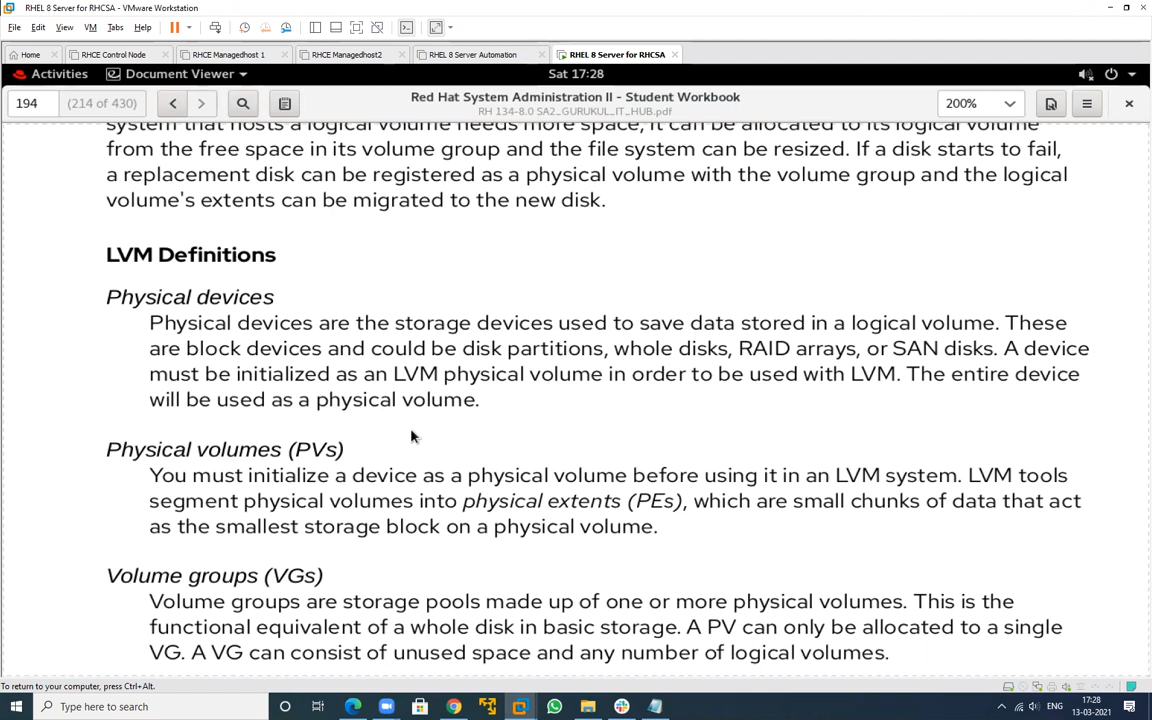 RHEL 8 Server for RHCSA - VMware Workstation
File Edit View VM Tabs Help
Home RHCE Control Node RHCE Managedhost 1 RHCE Managedhost2 RHEL 8 Server Automation RHEL 8 Server for RHCSA
Activities Document Viewer Sat 17:28
194 (214 of 430) Red Hat System Administration II - Student Workbook 200%
RH 134-8.0 SA2_GURUKUL_IT_HUB.pdf
system that hosts a logical volume needs more space, it can be allocated to its logical volume
from the free space in its volume group and the file system can be resized. If a disk starts to fail,
a replacement disk can be registered as a physical volume with the volume group and the logical
volume's extents can be migrated to the new disk.
LVM Definitions
Physical devices
Physical devices are the storage devices used to save data stored in a logical volume. These
are block devices and could be disk partitions, whole disks, RAID arrays, or SAN disks. A device
must be initialized as an LVM physical volume in order to be used with LVM. The entire device
will be used as a physical volume.
Physical volumes (PVs)
You must initialize a device as a physical volume before using it in an LVM system. LVM tools
segment physical volumes into physical extents (PEs), which are small chunks of data that act
as the smallest storage block on a physical volume.
Volume groups (VGs)
Volume groups are storage pools made up of one or more physical volumes. This is the
functional equivalent of a whole disk in basic storage. A PV can only be allocated to a single
VG. A VG can consist of unused space and any number of logical volumes.
To return to your computer, press Ctrl+Alt.
Type here to search
ENG
17:28
13-03-2021